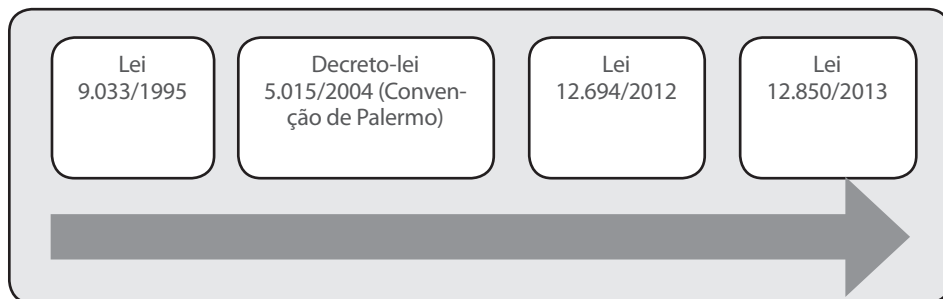 Lei
9.033/1995
Decreto-lei
5.015/2004 (Conven-
ção de Palermo)
Lei
12.694/2012
Lei
12.850/2013